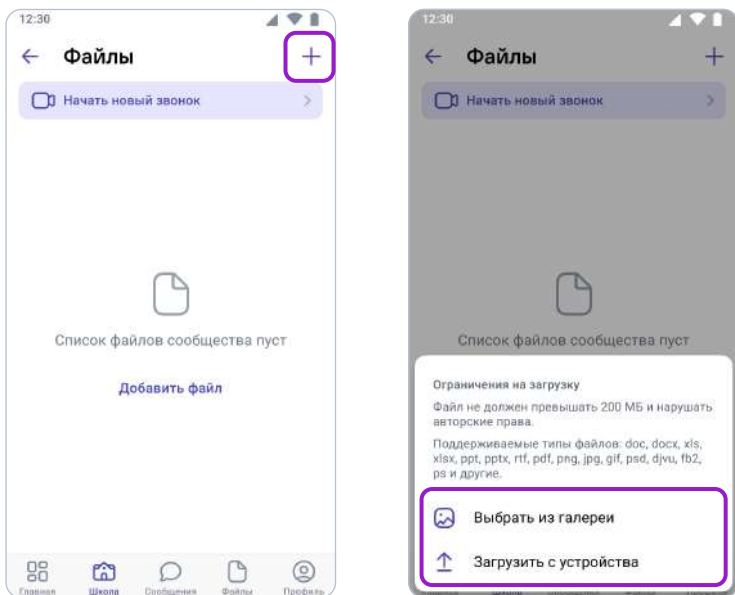 12:30
Файлы
Начать новый звонок
Список файлов сообщества пуст
Добавить файл
Главная Школа Сообщения Файлы Профиль
12:30
Файлы
Начать новый звонок
Список файлов сообщества пуст
Ограничения на загрузку
Файл не должен превышать 200 МБ и нарушать
авторские права.
Поддерживаемые типы файлов: doc, docx, xls,
xlsx, ppt, pptx, rtf, pdf, png, jpg, gif, psd, djvu, fb2,
ps и другие.
Выбрать из галереи
Загрузить с устройства